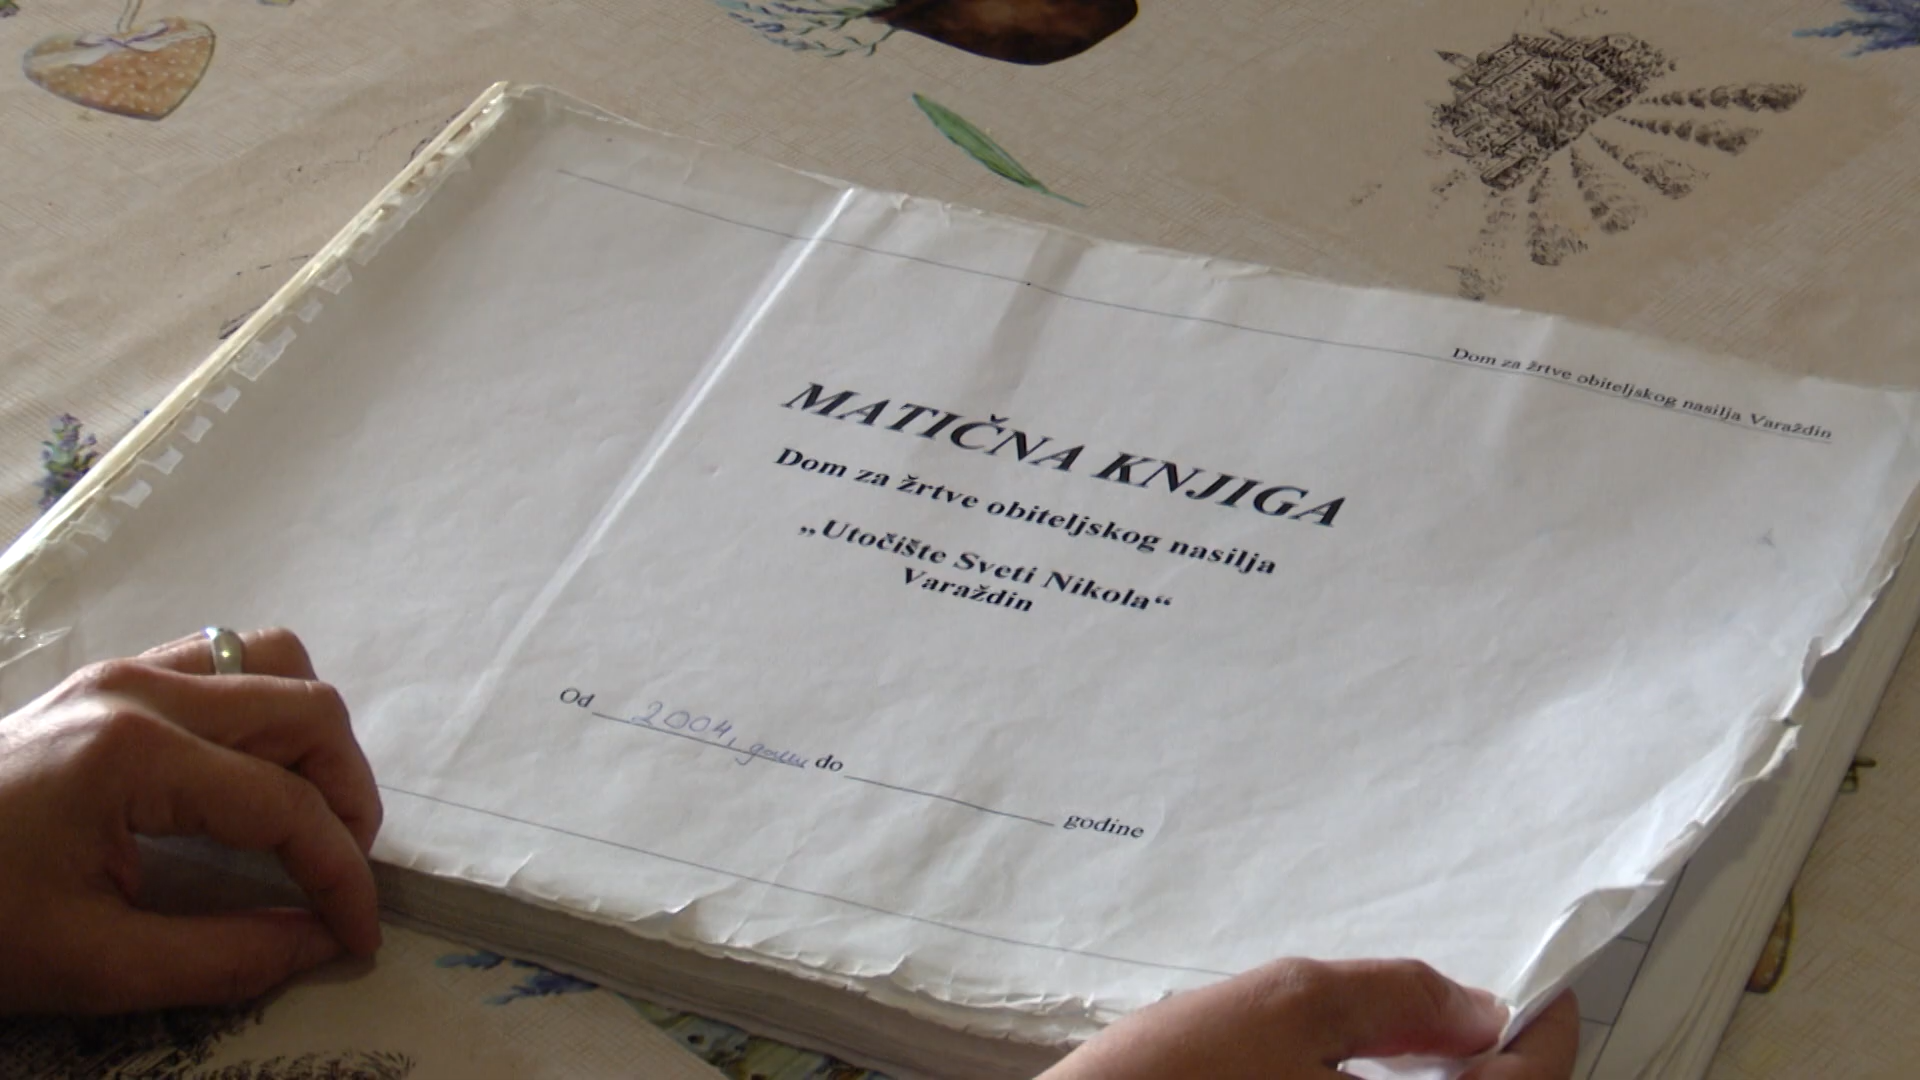 Dom za žrtve obiteljskog nasilja Varaždin
MATIČNA KNJIGA
Dom za žrtve obiteljskog nasilja
„Utočište Sveti Nikola“
Varaždin
Od 2004. do godine